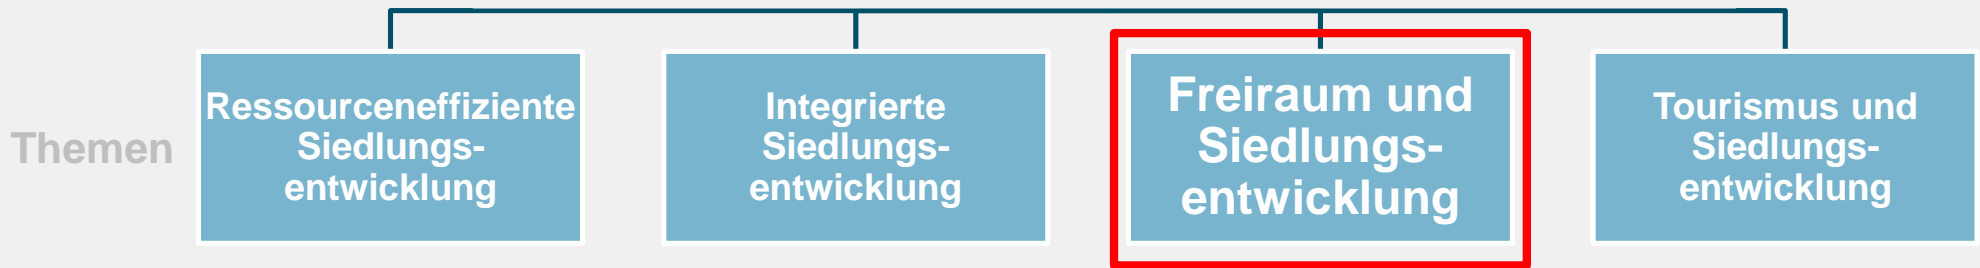 Themen
Ressourceneffiziente
Siedlungs-
entwicklung
Integrierte
Siedlungs-
entwicklung
Freiraum und
Siedlungs-
entwicklung
Tourismus und
Siedlungs-
entwicklung